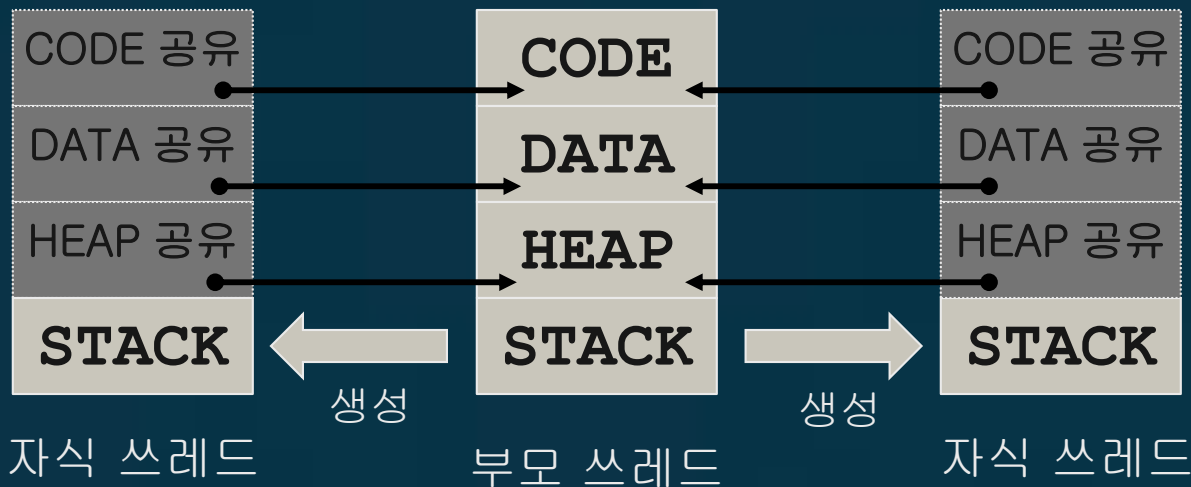 CODE 공유
DATA 공유
HEAP 공유
STACK
자식 쓰레드
생성
CODE
DATA
HEAP
STACK
부모 쓰레드
생성
CODE 공유
DATA 공유
HEAP 공유
STACK
자식 쓰레드